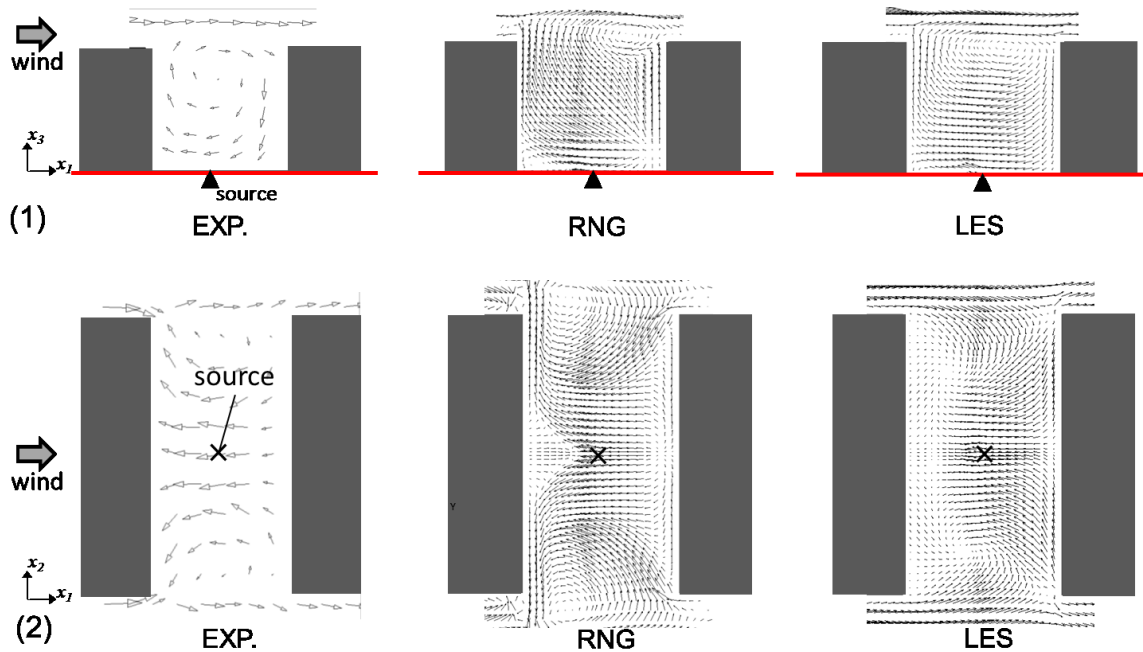 wind
x3
x1
source
(1)
EXP.
RNG
LES
source
wind
Y
x2
x1
(2)
EXP.
RNG
LES